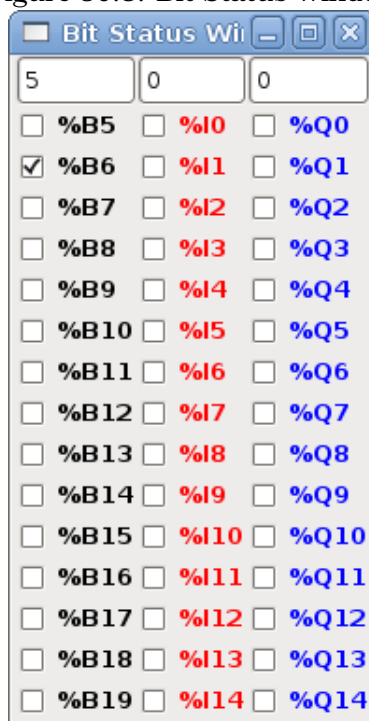 Bit Status Wi
5 0 0
%B5 %I0 %Q0
%B6 %I1 %Q1
%B7 %I2 %Q2
%B8 %I3 %Q3
%B9 %I4 %Q4
%B10 %I5 %Q5
%B11 %I6 %Q6
%B12 %I7 %Q7
%B13 %I8 %Q8
%B14 %I9 %Q9
%B15 %I10 %Q10
%B16 %I11 %Q11
%B17 %I12 %Q12
%B18 %I13 %Q13
%B19 %I14 %Q14